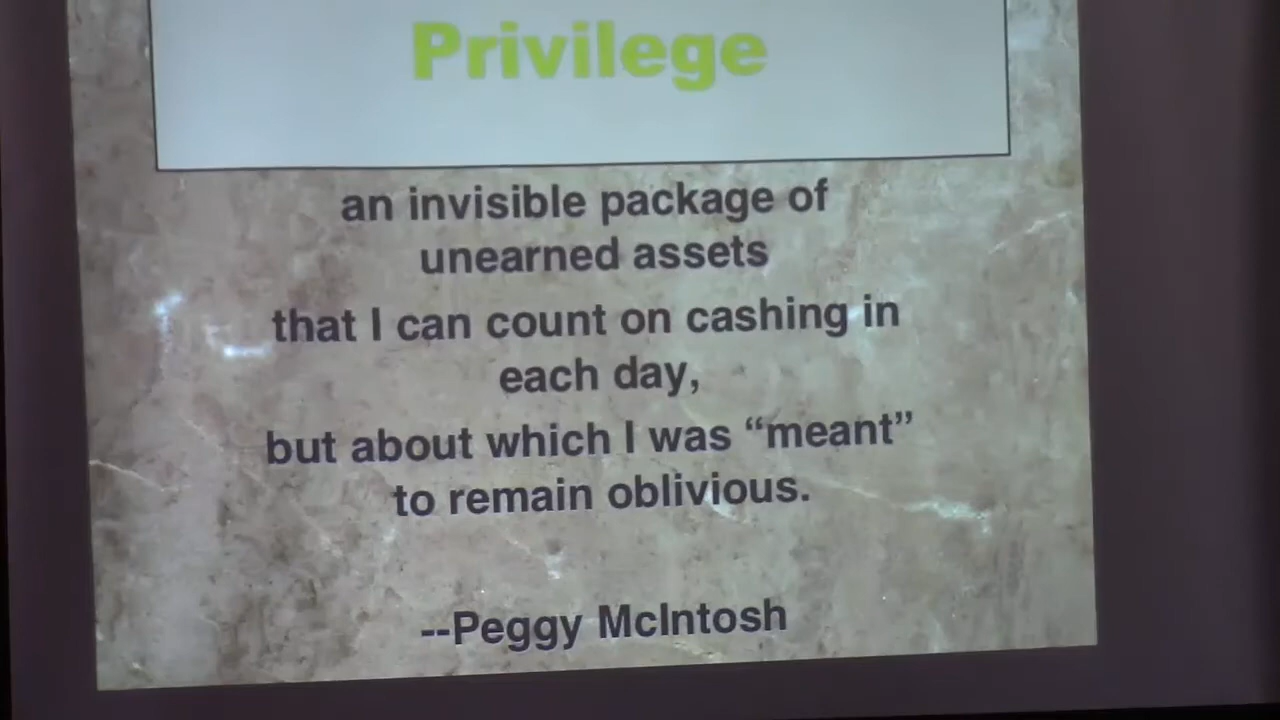 Privilege
an invisible package of
unearned assets
that I can count on cashing in
each day,
but about which I was “meant”
to remain oblivious.
--Peggy McIntosh